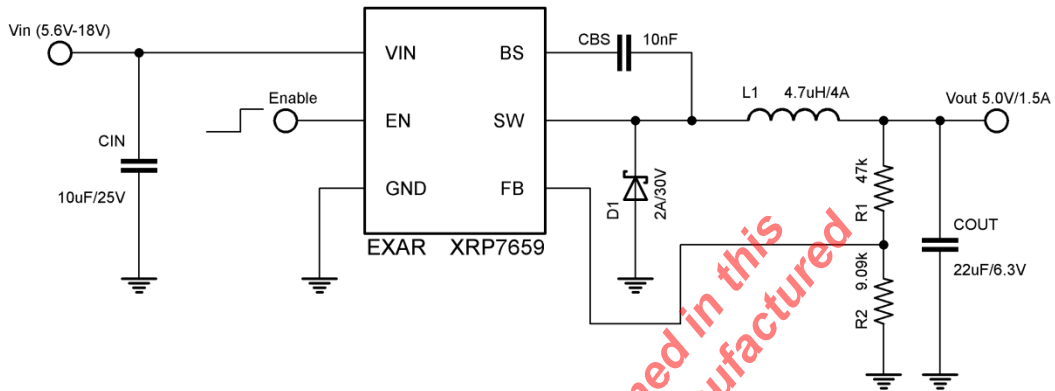 Vin (5.6V-18V)
CIN
10uF/25V
Enable
VIN
EN
GND
BS
SW
FB
EXAR XRP7659
CBS 10nF
D1
2A/30V
L1 4.7uH/4A
Vout 5.0V/1.5A
47k
R1
9.09k
R2
COUT
22uF/6.3V
in this